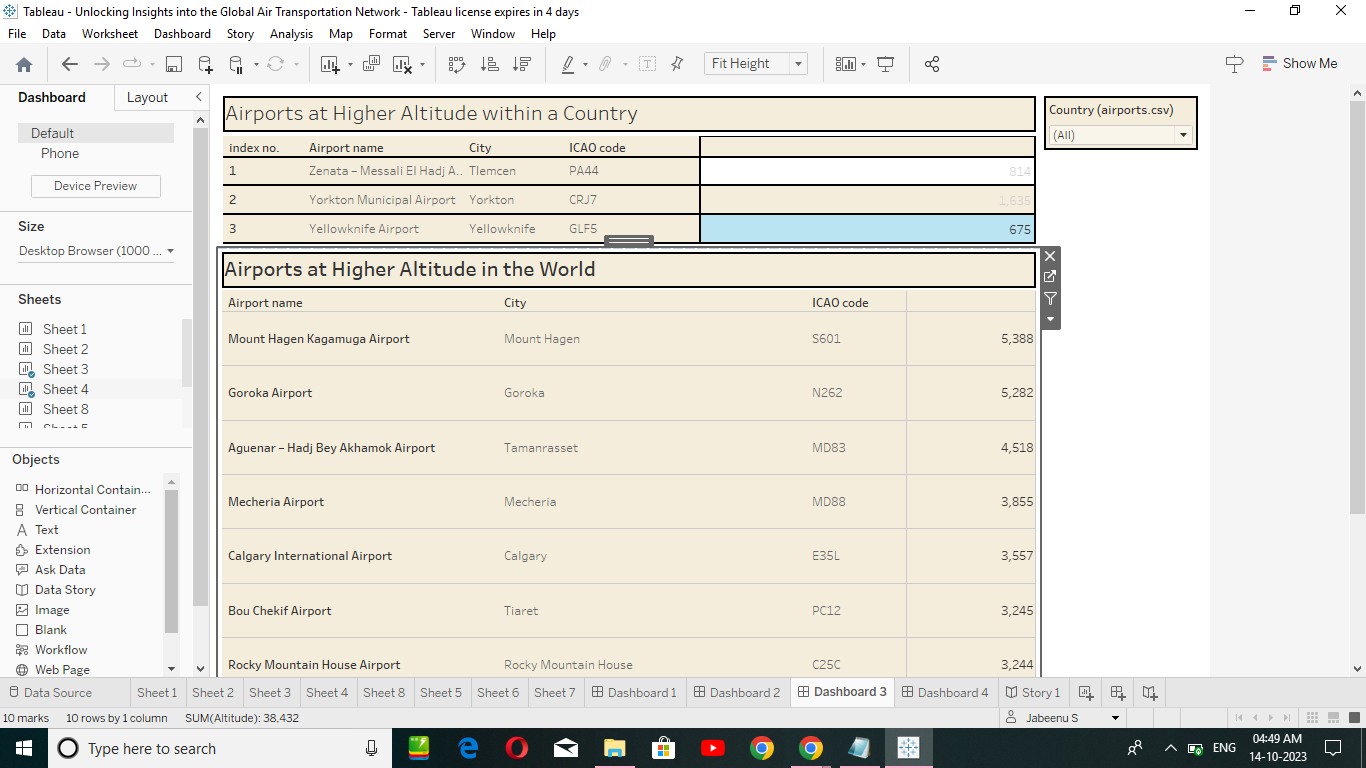 Tableau - Unlocking Insights into the Global Air Transportation Network - Tableau license expires in 4 days
File Data Worksheet Dashboard Story Analysis Map Format Server Window Help
Fit Height
Show Me
Dashboard Layout
Default
Phone
Device Preview
Size
Desktop Browser (1000 ...
Sheets
Sheet 1
Sheet 2
Sheet 3
Sheet 4
Sheet 8
Objects
Horizontal Contain...
Vertical Container
Text
Extension
Ask Data
Data Story
Image
Blank
Workflow
Web Page
Airports at Higher Altitude within a Country
index no. Airport name City ICAO code
1 Zenata – Messali El Hadj A.. Tlemcen PA44 814
2 Yorkton Municipal Airport Yorkton CRJ7 1,635
3 Yellowknife Airport Yellowknife GLF5 675
Country (airports.csv)
(All)
Airports at Higher Altitude in the World
Airport name City ICAO code
Mount Hagen Kagamuga Airport Mount Hagen S601 5,388
Goroka Airport Goroka N262 5,282
Aguenar – Hadj Bey Akhamok Airport Tamanrasset MD83 4,518
Mecheria Airport Mecheria MD88 3,855
Calgary International Airport Calgary E35L 3,557
Bou Chekif Airport Tiaret PC12 3,245
Rocky Mountain House Airport Rocky Mountain House C25C 3,244
Data Source Sheet 1 Sheet 2 Sheet 3 Sheet 4 Sheet 8 Sheet 5 Sheet 6 Sheet 7 Dashboard 1 Dashboard 2 Dashboard 3 Dashboard 4 Story 1
10 marks 10 rows by 1 column SUM(Altitude): 38,432 Jabeenu S
Type here to search
ENG
04:49 AM
14-10-2023